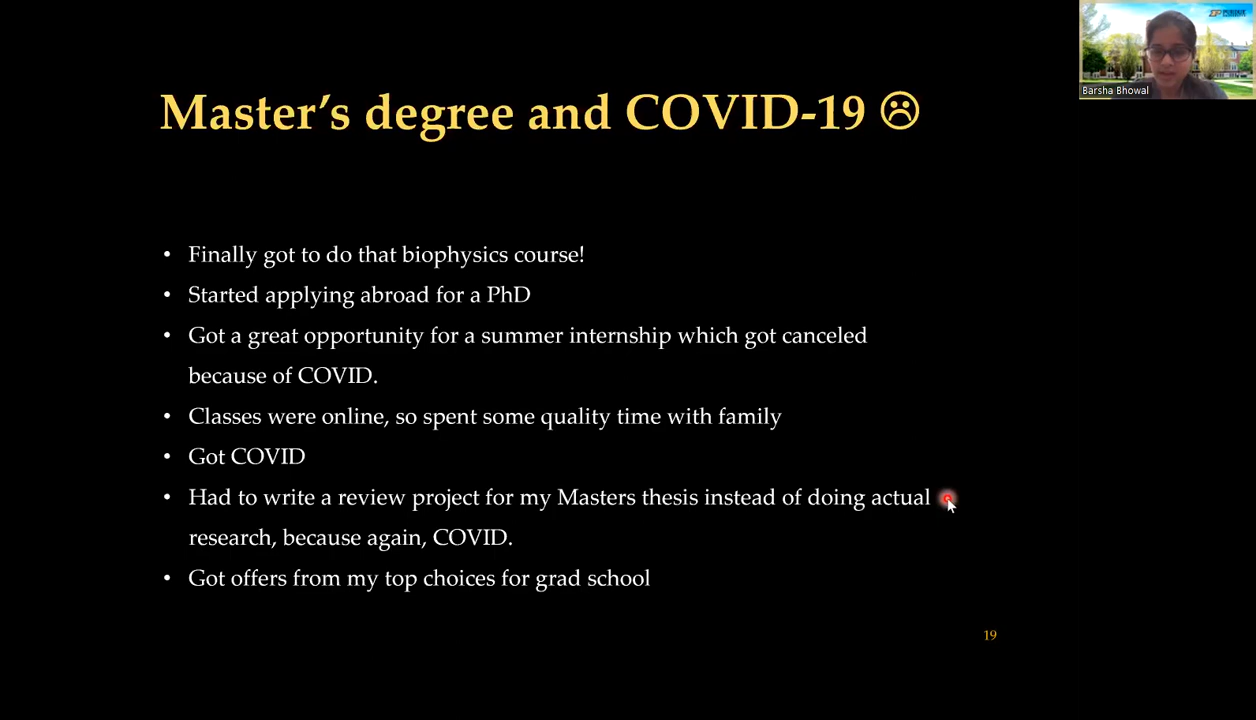 Master's degree and COVID-19 ☹
Barsha Bhowal
• Finally got to do that biophysics course!
• Started applying abroad for a PhD
• Got a great opportunity for a summer internship which got canceled
because of COVID.
• Classes were online, so spent some quality time with family
• Got COVID
• Had to write a review project for my Masters thesis instead of doing actual
research, because again, COVID.
• Got offers from my top choices for grad school
19